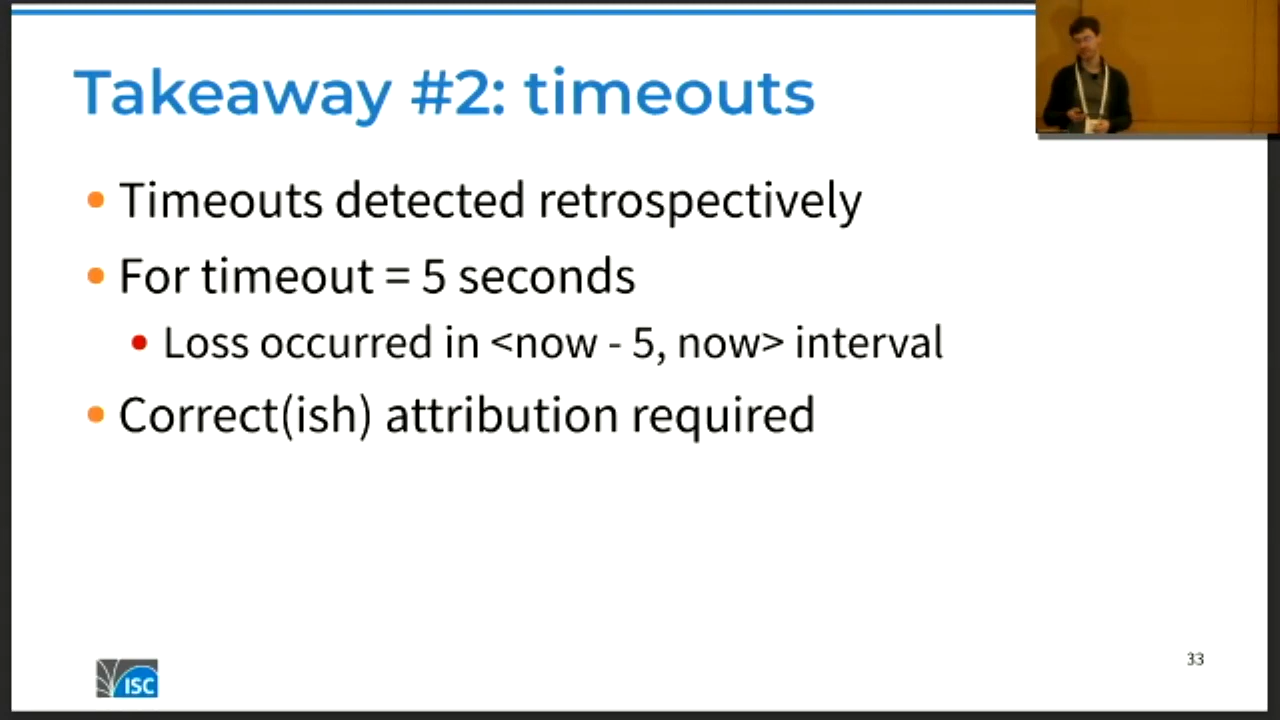 Takeaway #2: timeouts
Timeouts detected retrospectively
For timeout = 5 seconds
Loss occurred in <now - 5, now> interval
Correct(ish) attribution required
33
ISC